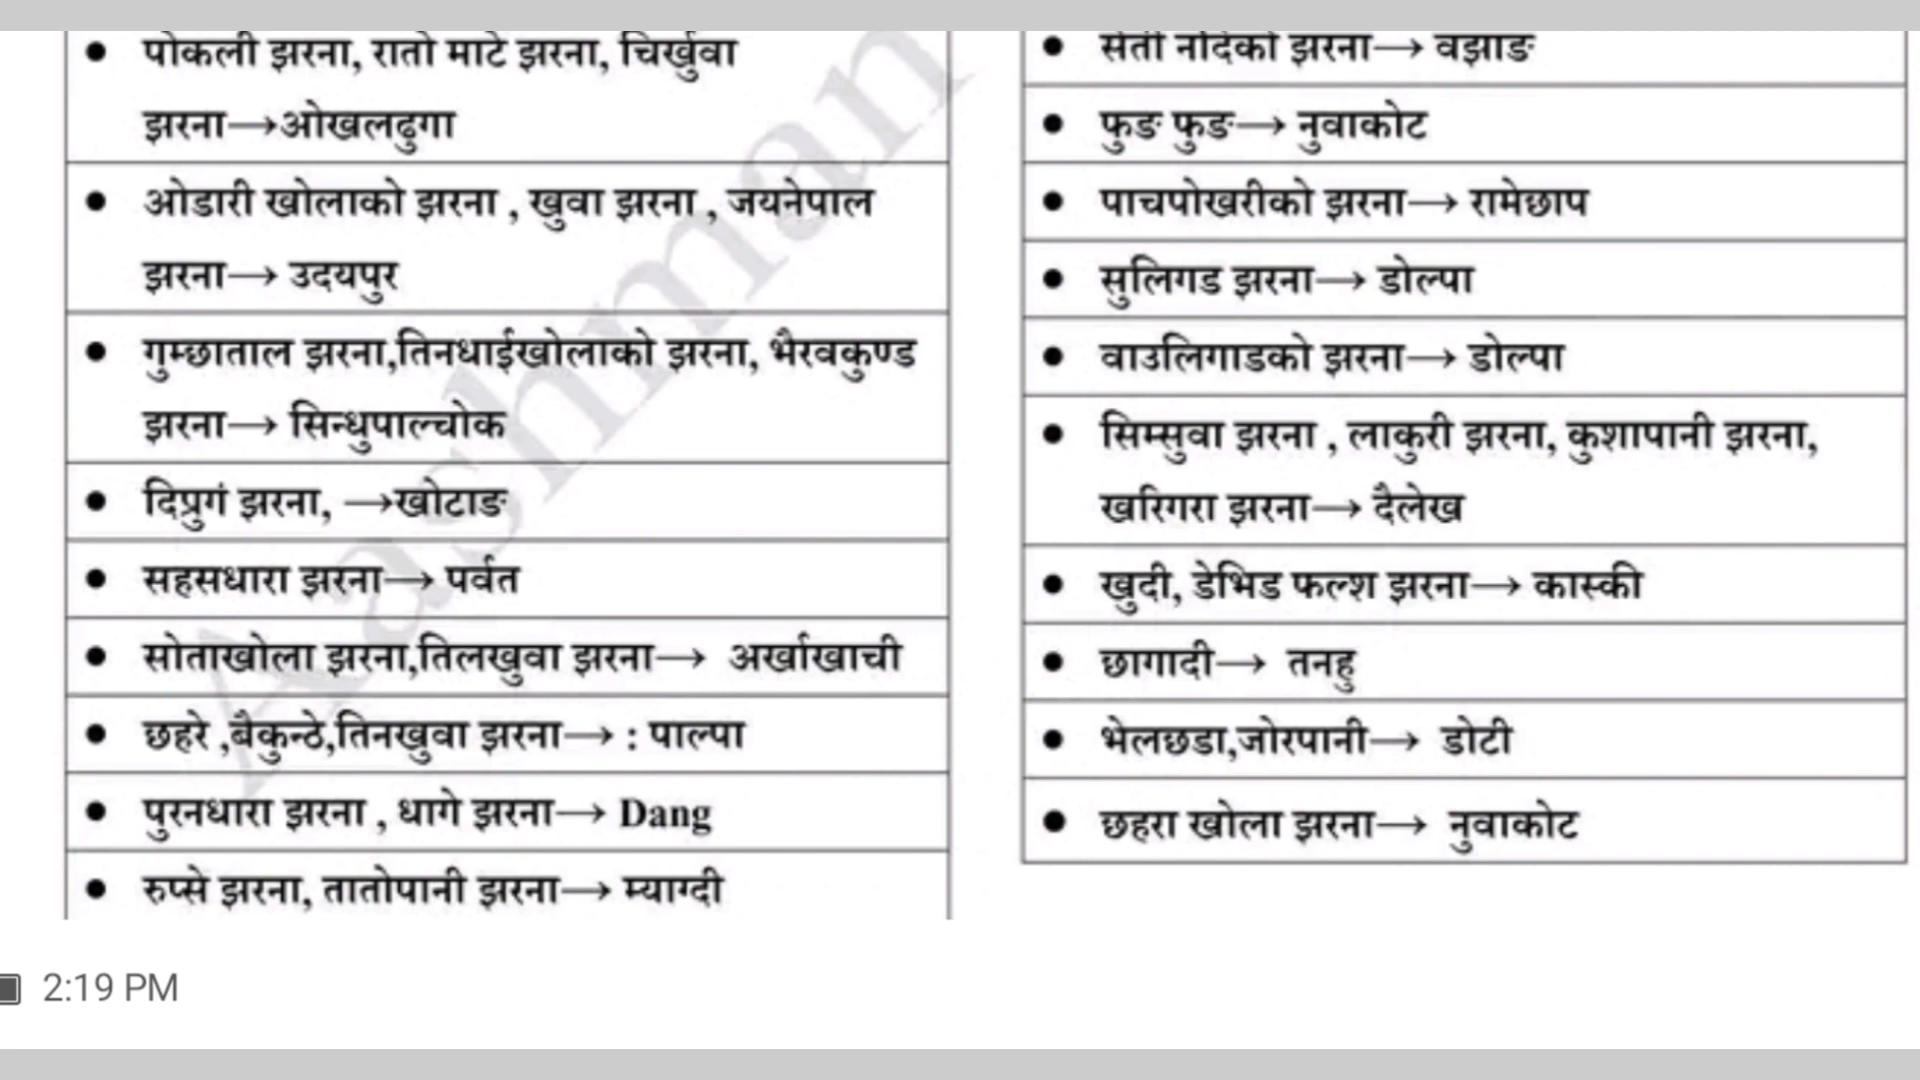 पोकली झरना, रातो माटे झरना, चिर्खुवा
झरना→ओखलढुगा
ओडारी खोलाको झरना , खुवा झरना , जयनेपाल
झरना→ उदयपुर
गुम्छाताल झरना,तिनधाईखोलाको झरना, भैरवकुण्ड
झरना→ सिन्धुपाल्चोक
दिप्रुगं झरना, →खोटाङ
सहसधारा झरना→ पर्वत
सोताखोला झरना,तिलखुवा झरना→ अर्खाखाची
छहरे ,बैकुन्ठे,तिनखुवा झरना→ : पाल्पा
पुरनधारा झरना , धागे झरना→ Dang
रुप्से झरना, तातोपानी झरना→ म्याग्दी
सेती नदिको झरना→ वझाङ
फुङ फुङ→ नुवाकोट
पाचपोखरीको झरना→ रामेछाप
सुलिगड झरना→ डोल्पा
वाउलिगाडको झरना→ डोल्पा
सिम्सुवा झरना , लाकुरी झरना, कुशापानी झरना,
खरिगरा झरना→ दैलेख
खुदी, डेभिड फल्श झरना→ कास्की
छागादी→ तनहु
भेलछडा,जोरपानी→ डोटी
छहरा खोला झरना→ नुवाकोट
Aashman
2:19 PM